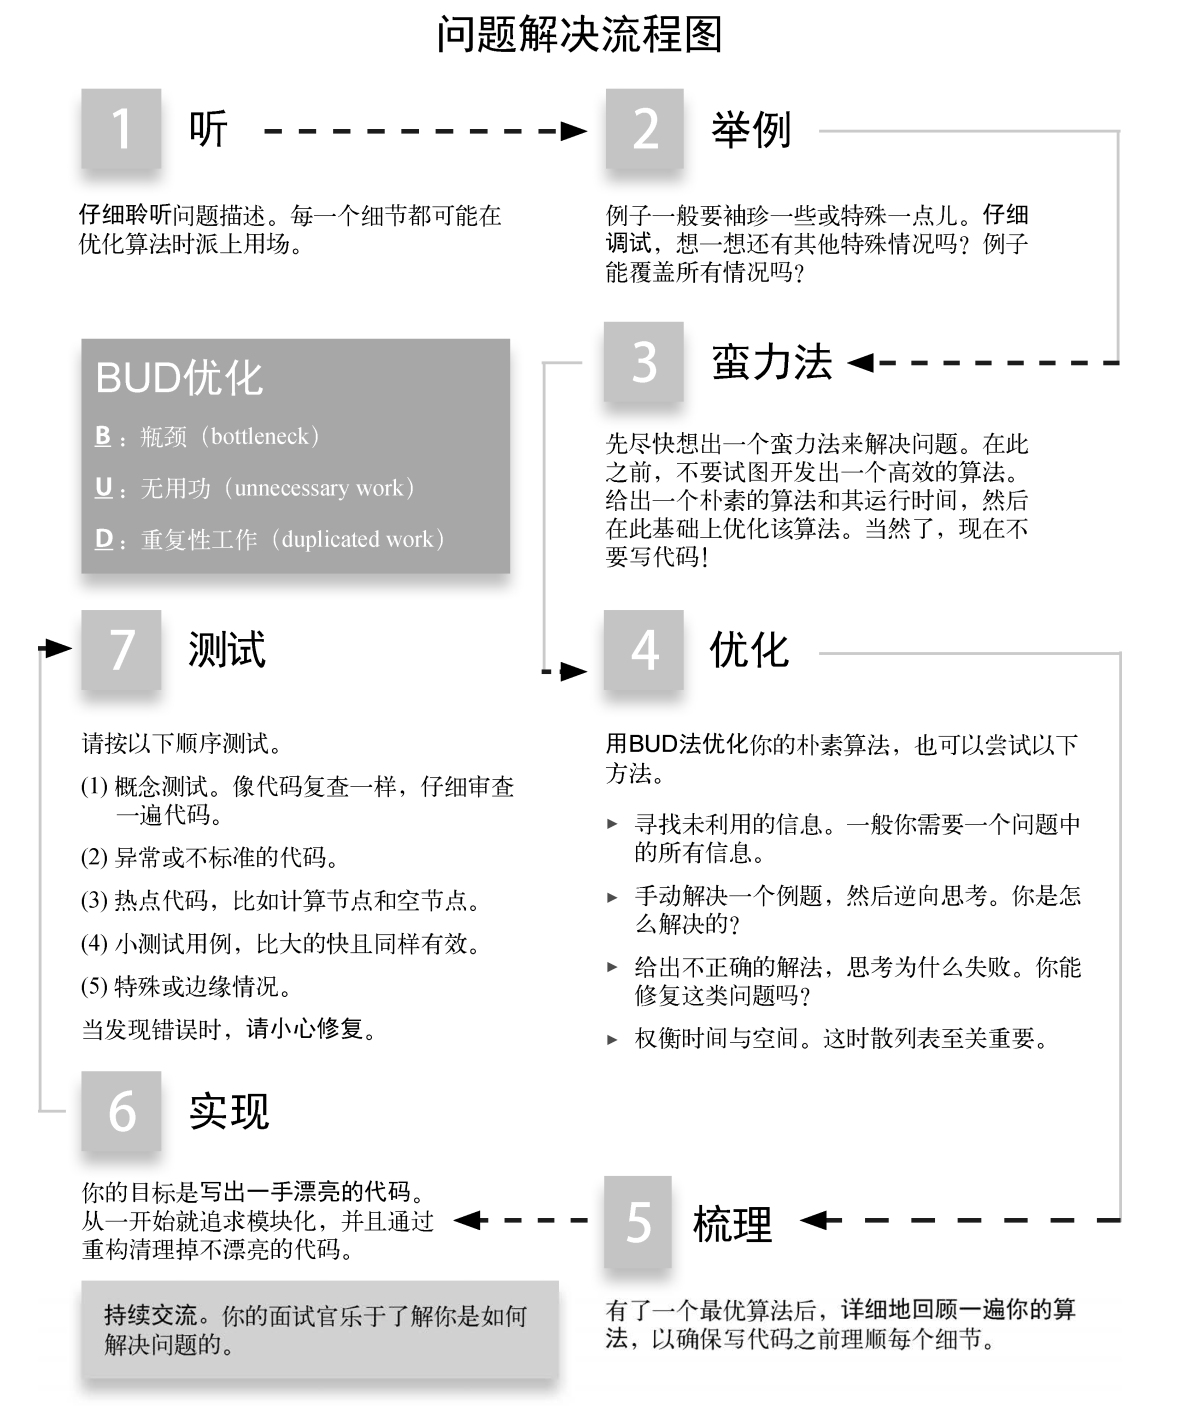 问题解决流程图
1 听
仔细聆听问题描述。每一个细节都可能在
优化算法时派上用场。
2 举例
例子一般要袖珍一些或特殊一点儿。仔细
调试，想一想还有其他特殊情况吗？例子
能覆盖所有情况吗？
3 蛮力法
先尽快想出一个蛮力法来解决问题。在此
之前，不要试图开发出一个高效的算法。
给出一个朴素的算法和其运行时间，然后
在此基础上优化该算法。当然了，现在不
要写代码！
BUD优化
B：瓶颈（bottleneck）
U：无用功（unnecessary work）
D：重复性工作（duplicated work）
4 优化
用BUD法优化你的朴素算法，也可以尝试以下
方法。
▶ 寻找未利用的信息。一般你需要一个问题中
的所有信息。
▶ 手动解决一个例题，然后逆向思考。你是怎
么解决的？
▶ 给出不正确的解法，思考为什么失败。你能
修复这类问题吗？
▶ 权衡时间与空间。这时散列表至关重要。
5 梳理
有了一个最优算法后，详细地回顾一遍你的算
法，以确保写代码之前理顺每个细节。
6 实现
你的目标是写出一手漂亮的代码。
从一开始就追求模块化，并且通过
重构清理掉不漂亮的代码。
7 测试
请按以下顺序测试。
(1) 概念测试。像代码复查一样，仔细审查
一遍代码。
(2) 异常或不标准的代码。
(3) 热点代码，比如计算节点和空节点。
(4) 小测试用例，比大的快且同样有效。
(5) 特殊或边缘情况。
当发现错误时，请小心修复。
持续交流。你的面试官乐于了解你是如何
解决问题的。